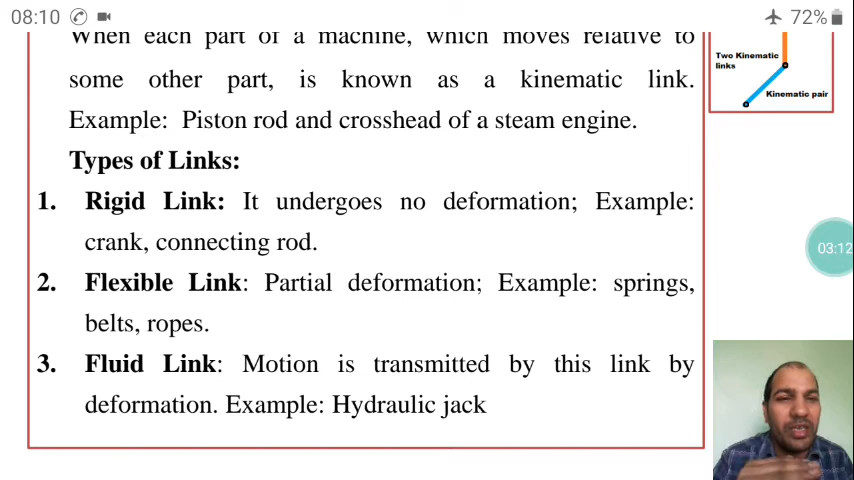 08:10
72%
When each part of a machine, which moves relative to
some other part, is known as a kinematic link.
Example: Piston rod and crosshead of a steam engine.
Types of Links:
1. Rigid Link: It undergoes no deformation; Example:
crank, connecting rod.
2. Flexible Link: Partial deformation; Example: springs,
belts, ropes.
3. Fluid Link: Motion is transmitted by this link by
deformation. Example: Hydraulic jack
Two Kinematic
links
Kinematic pair
03:12